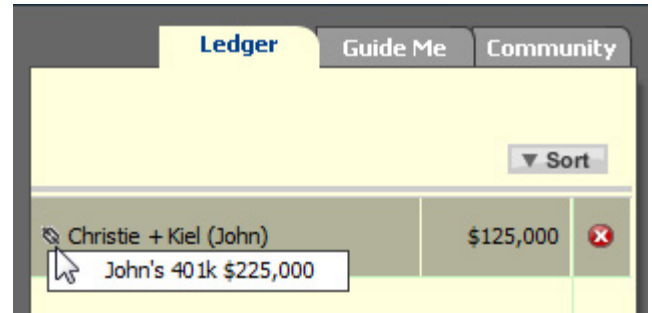 Ledger Guide Me Community
▼ Sort
Christie + Kiel (John) $125,000
John's 401k $225,000